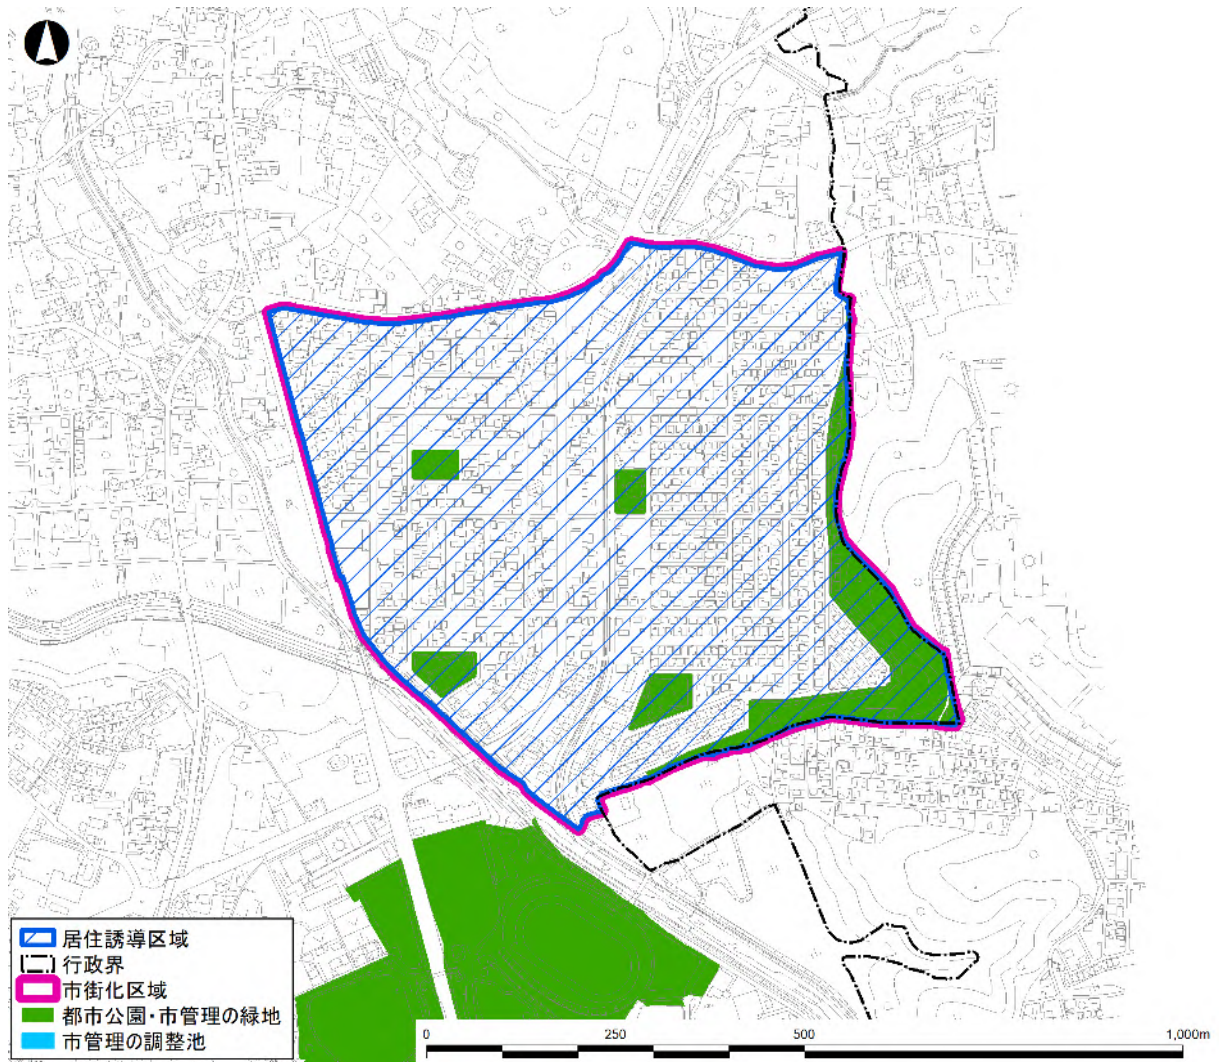 居住誘導区域
行政界
市街化区域
都市公園・市管理の緑地
市管理の調整池
0 250 500 1,000m